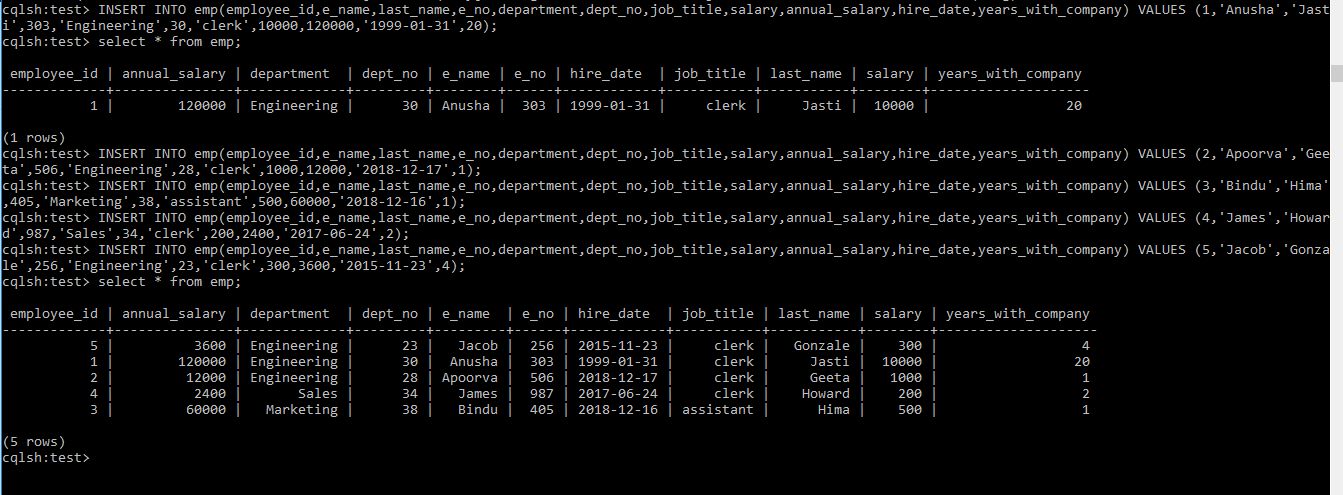 cqlsh:test> INSERT INTO emp(employee_id,e_name,last_name,e_no,department,dept_no,job_title,salary,annual_salary,hire_date,years_with_company) VALUES (1,'Anusha','Jast
i',303,'Engineering',30,'clerk',10000,120000,'1999-01-31',20);
cqlsh:test> select * from emp;
 employee_id | annual_salary | department  | dept_no | e_name | e_no | hire_date  | job_title | last_name | salary | years_with_company
-------------+---------------+-------------+---------+--------+------+------------+-----------+-----------+--------+--------------------
           1 |        120000 | Engineering |      30 | Anusha |  303 | 1999-01-31 |     clerk |     Jasti |  10000 |                 20
(1 rows)
cqlsh:test> INSERT INTO emp(employee_id,e_name,last_name,e_no,department,dept_no,job_title,salary,annual_salary,hire_date,years_with_company) VALUES (2,'Apoorva','Gee
ta',506,'Engineering',28,'clerk',1000,12000,'2018-12-17',1);
cqlsh:test> INSERT INTO emp(employee_id,e_name,last_name,e_no,department,dept_no,job_title,salary,annual_salary,hire_date,years_with_company) VALUES (3,'Bindu','Hima'
,405,'Marketing',38,'assistant',500,60000,'2018-12-16',1);
cqlsh:test> INSERT INTO emp(employee_id,e_name,last_name,e_no,department,dept_no,job_title,salary,annual_salary,hire_date,years_with_company) VALUES (4,'James','Howar
d',987,'Sales',34,'clerk',200,2400,'2017-06-24',2);
cqlsh:test> INSERT INTO emp(employee_id,e_name,last_name,e_no,department,dept_no,job_title,salary,annual_salary,hire_date,years_with_company) VALUES (5,'Jacob','Gonza
le',256,'Engineering',23,'clerk',300,3600,'2015-11-23',4);
cqlsh:test> select * from emp;
 employee_id | annual_salary | department  | dept_no | e_name  | e_no | hire_date  | job_title | last_name | salary | years_with_company
-------------+---------------+-------------+---------+---------+------+------------+-----------+-----------+--------+--------------------
           5 |          3600 | Engineering |      23 |   Jacob |  256 | 2015-11-23 |     clerk |   Gonzale |    300 |                  4
           1 |        120000 | Engineering |      30 |  Anusha |  303 | 1999-01-31 |     clerk |     Jasti |  10000 |                 20
           2 |         12000 | Engineering |      28 | Apoorva |  506 | 2018-12-17 |     clerk |     Geeta |   1000 |                  1
           4 |          2400 |       Sales |      34 |   James |  987 | 2017-06-24 |     clerk |    Howard |    200 |                  2
           3 |         60000 |   Marketing |      38 |   Bindu |  405 | 2018-12-16 | assistant |      Hima |    500 |                  1
(5 rows)
cqlsh:test>